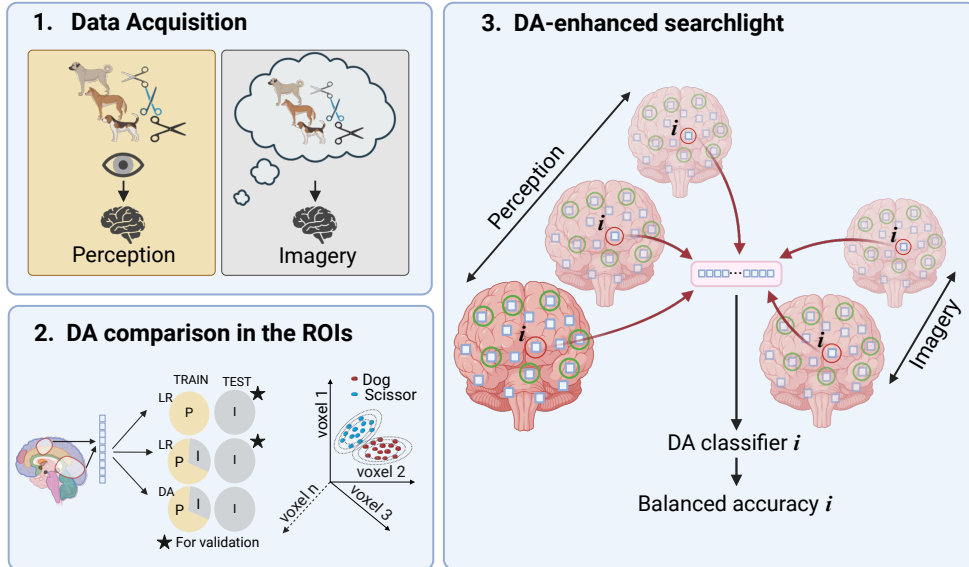 1. Data Acquisition
Perception
Imagery
2. DA comparison in the ROIs
TRAIN
TEST
LR
P
I
LR
P
I
I
DA
P
I
I
★ For validation
Dog
Scissor
voxel 1
voxel 2
voxel 3
voxel n
3. DA-enhanced searchlight
Perception
i
i
i
i
i
Imagery
DA classifier i
Balanced accuracy i